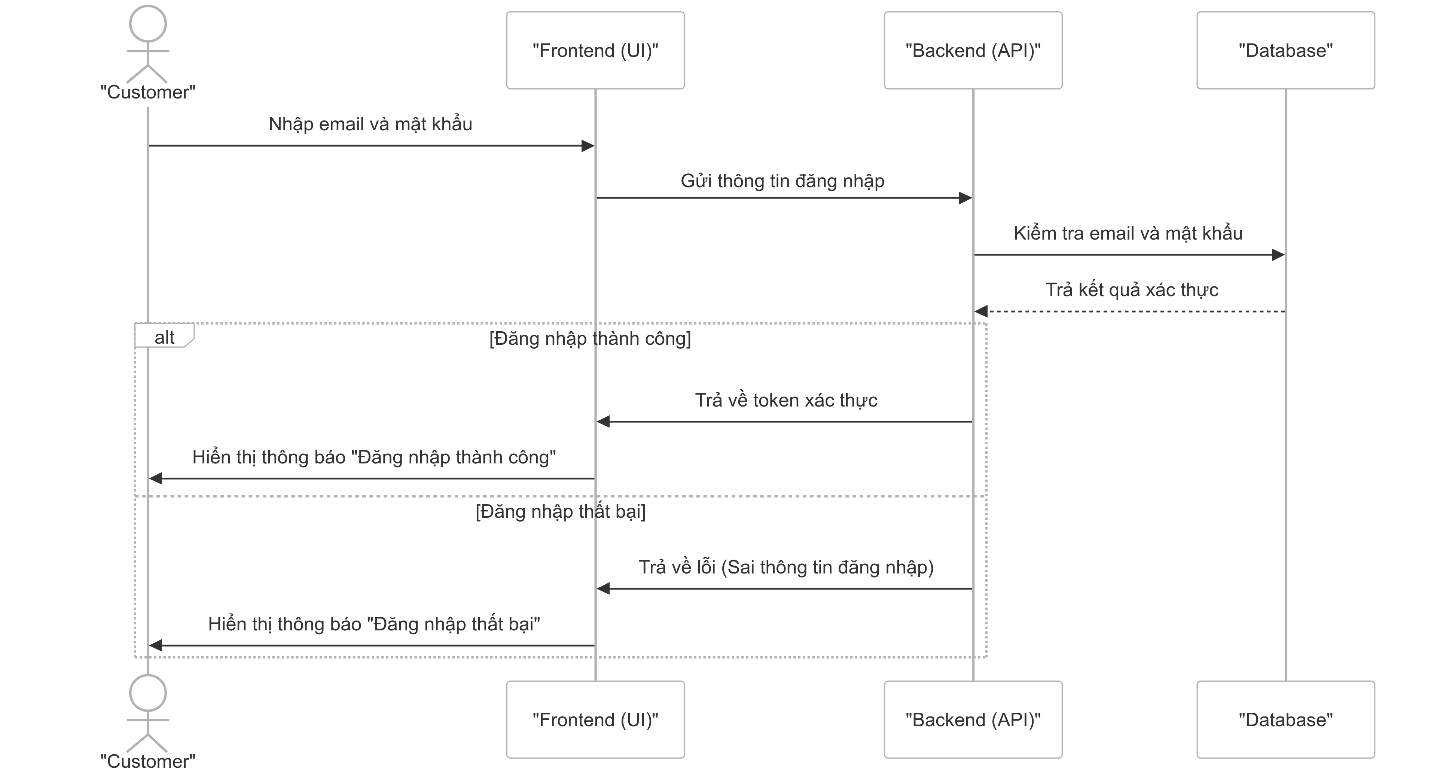 "Customer"
"Frontend (UI)"
"Backend (API)"
"Database"
Nhập email và mật khẩu
Gửi thông tin đăng nhập
Kiểm tra email và mật khẩu
Trả kết quả xác thực
alt
[Đăng nhập thành công]
Trả về token xác thực
Hiển thị thông báo "Đăng nhập thành công"
[Đăng nhập thất bại]
Trả về lỗi (Sai thông tin đăng nhập)
Hiển thị thông báo "Đăng nhập thất bại"
"Customer"
"Frontend (UI)"
"Backend (API)"
"Database"